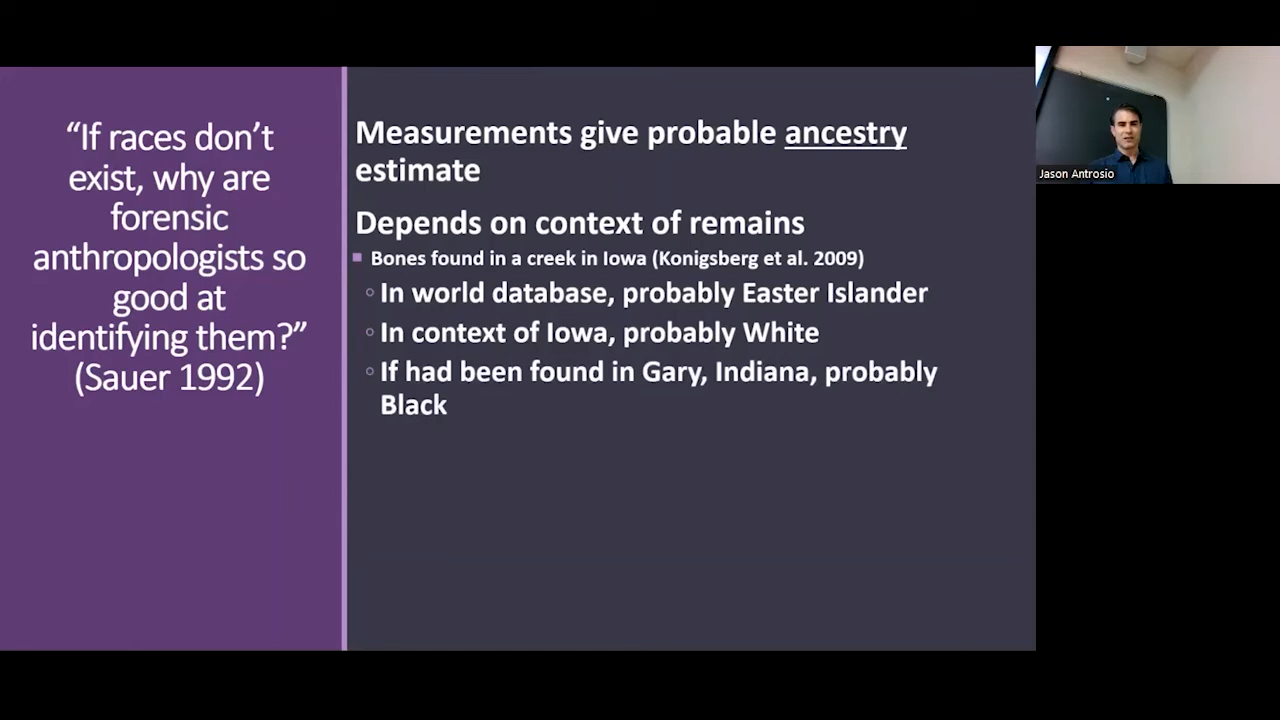 “If races don’t
exist, why are
forensic
anthropologists so
good at
identifying them?”
(Sauer 1992)
Measurements give probable ancestry
estimate
Depends on context of remains
Bones found in a creek in Iowa (Konigsberg et al. 2009)
In world database, probably Easter Islander
In context of Iowa, probably White
If had been found in Gary, Indiana, probably
Black
Jason Antrosio